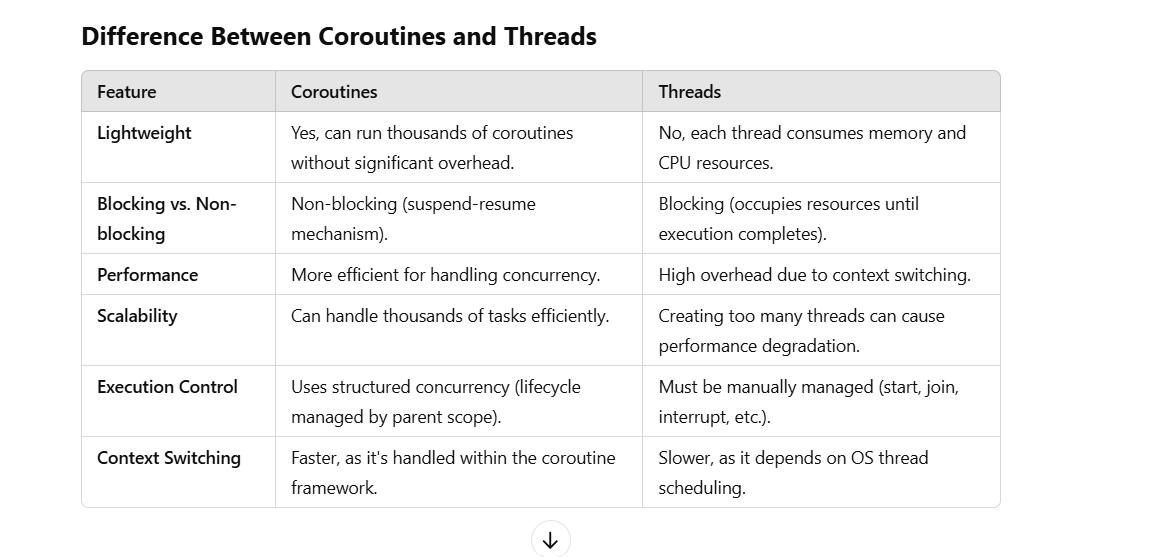 Difference Between Coroutines and Threads
Feature Coroutines Threads
Lightweight Yes, can run thousands of coroutines No, each thread consumes memory and
without significant overhead. CPU resources.
Blocking vs. Non- Non-blocking (suspend-resume Blocking (occupies resources until
blocking mechanism). execution completes).
Performance More efficient for handling concurrency. High overhead due to context switching.
Scalability Can handle thousands of tasks efficiently. Creating too many threads can cause
performance degradation.
Execution Control Uses structured concurrency (lifecycle Must be manually managed (start, join,
managed by parent scope). interrupt, etc.).
Context Switching Faster, as it's handled within the coroutine Slower, as it depends on OS thread
framework. scheduling.